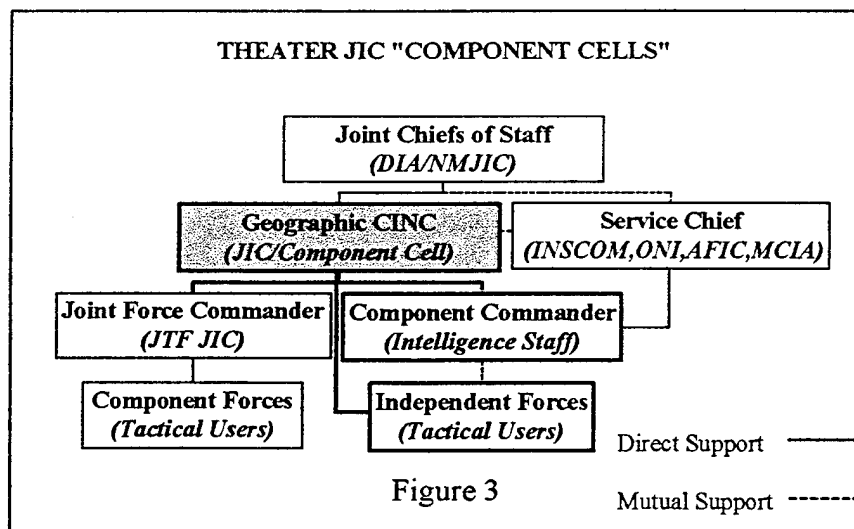 THEATER JIC "COMPONENT CELLS"
Joint Chiefs of Staff
(DIA/NMJIC)
Geographic CINC
(JIC/Component Cell)
Service Chief
(INSCOM,ONI,AFIC,MCIA)
Joint Force Commander
(JTF JIC)
Component Commander
(Intelligence Staff)
Component Forces
(Tactical Users)
Independent Forces
(Tactical Users)
Direct Support
Figure 3
Mutual Support